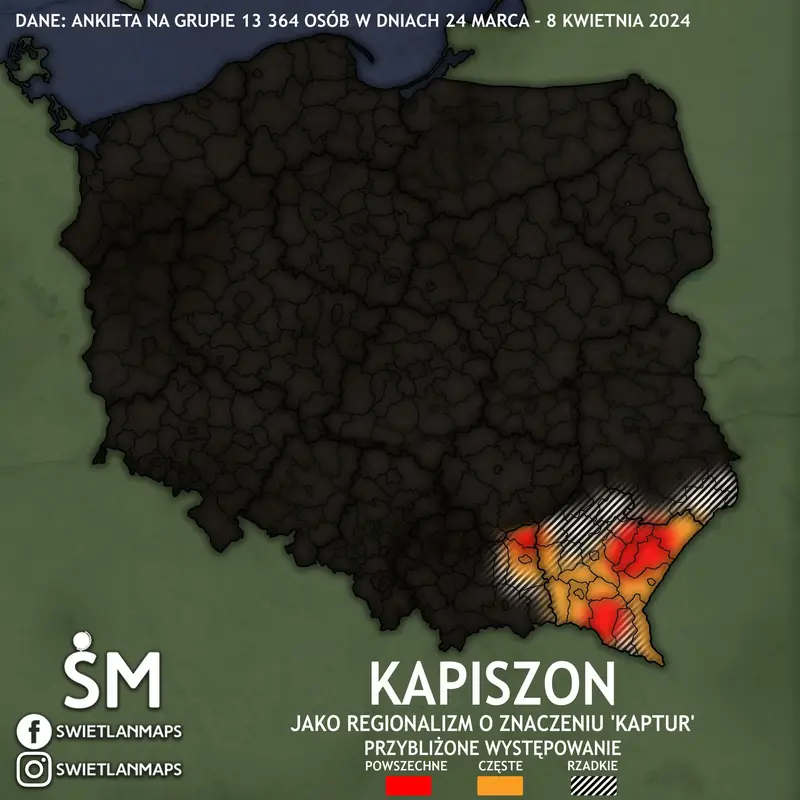 DANE: ANKIETA NA GRUPIE 13 364 OSÓB W DNIACH 24 MARCA - 8 KWIETNIA 2024
ŚM
SWIETLANMAPS
SWIETLANMAPS
KAPISZON
JAKO REGIONALIZM O ZNACZENIU 'KAPTUR'
PRZYBLIŻONE WYSTĘPOWANIE
POWSZECHNE CZĘSTE RZADKIE